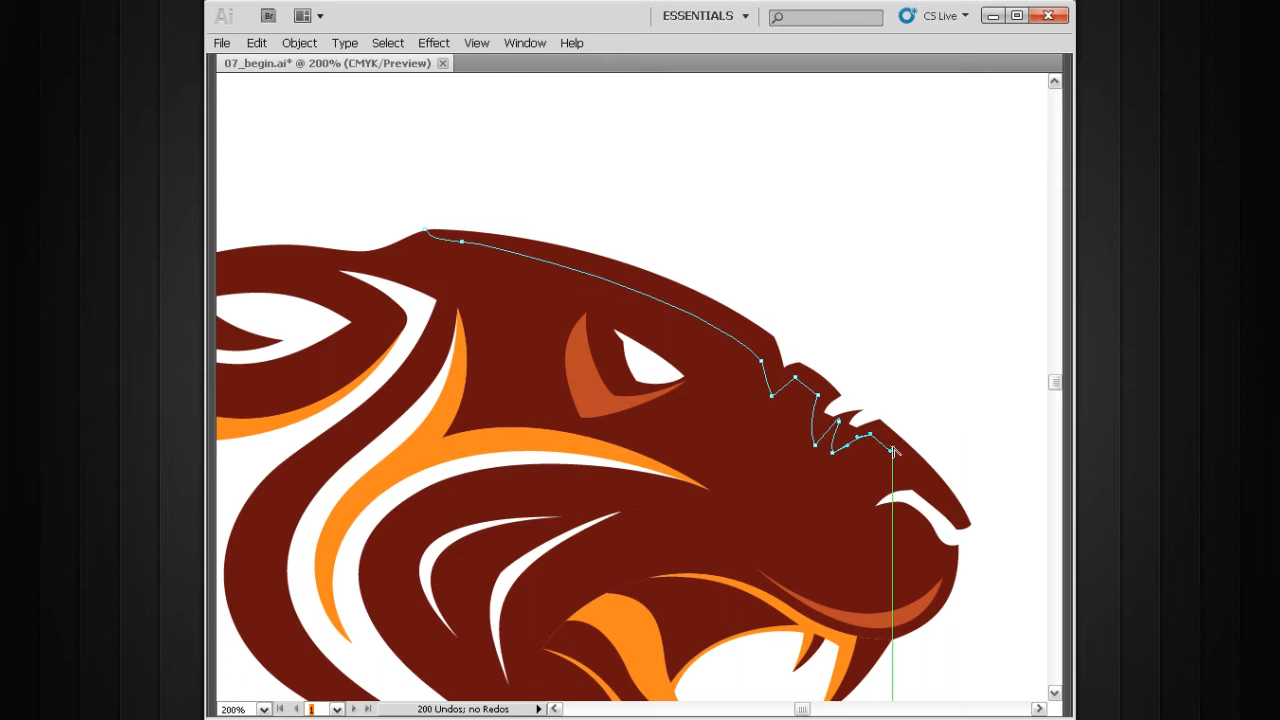 Ai Br ESSENTIALS CS Live
File Edit Object Type Select Effect View Window Help
07_begin.ai* @ 200% (CMYK/Preview)
200% 1 200 Undos; no Redos